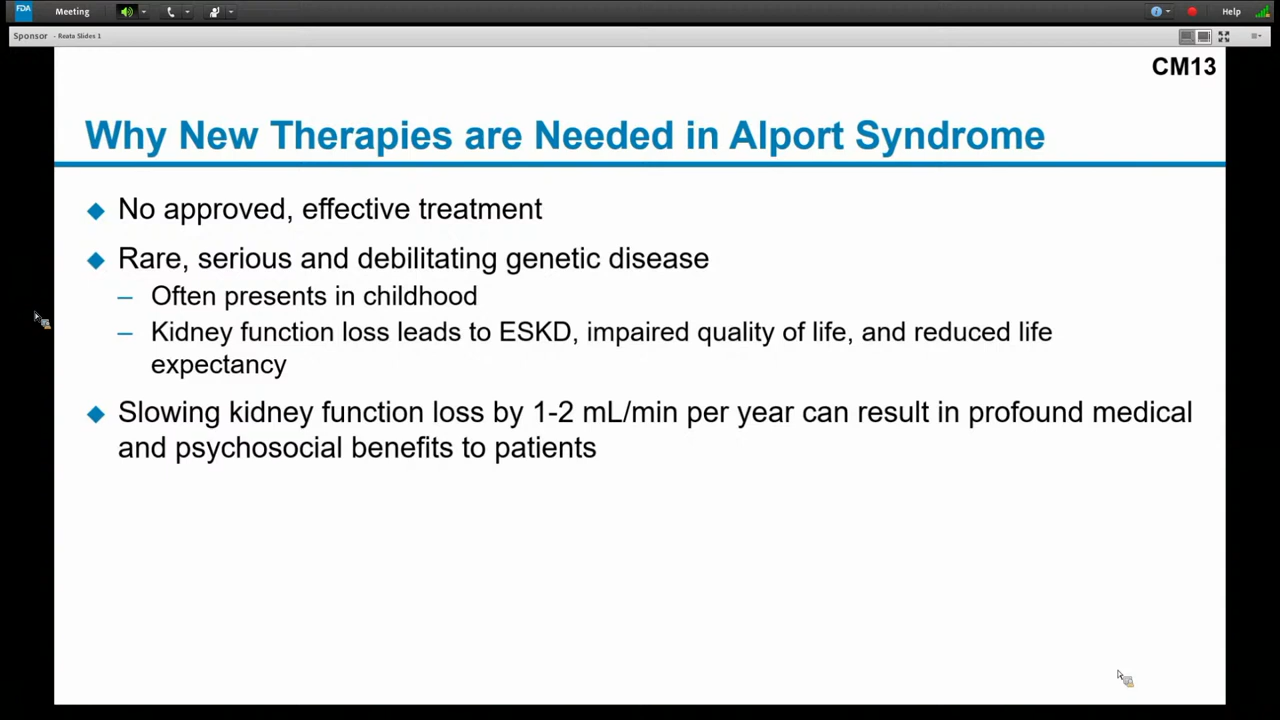 FDA
Meeting
Help
Sponsor - Reata Slides 1
CM13
Why New Therapies are Needed in Alport Syndrome
No approved, effective treatment
Rare, serious and debilitating genetic disease
– Often presents in childhood
– Kidney function loss leads to ESKD, impaired quality of life, and reduced life
expectancy
Slowing kidney function loss by 1-2 mL/min per year can result in profound medical
and psychosocial benefits to patients